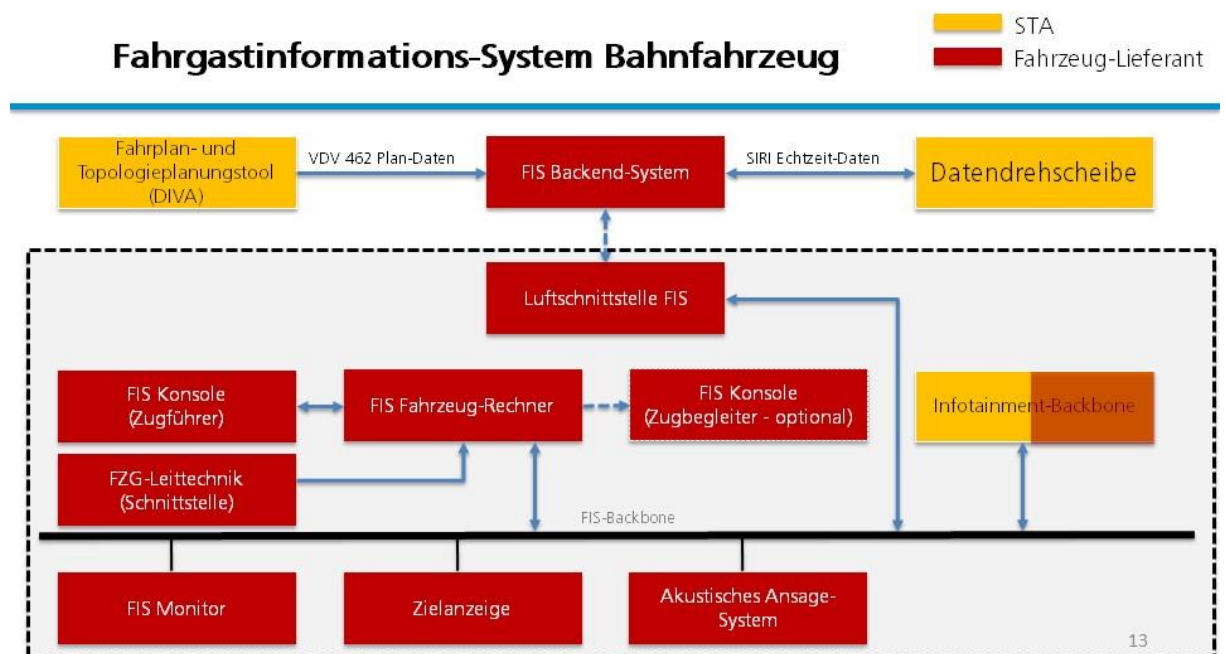 STA
Fahrgastinformations-System Bahnfahrzeug
Fahrzeug-Lieferant
Fahrplan- und
Topologieplanungstool
(DIVA)
VDV 462 Plan-Daten
FIS Backend-System
SIRI Echtzeit-Daten
Datendrehscheibe
Luftschnittstelle FIS
FIS Konsole
(Zugführer)
FIS Fahrzeug-Rechner
FIS Konsole
(Zugbegleiter - optional)
Infotainment-Backbone
FZG-Leittechnik
(Schnittstelle)
FIS-Backbone
FIS Monitor
Zielanzeige
Akustisches Ansage-
System
13